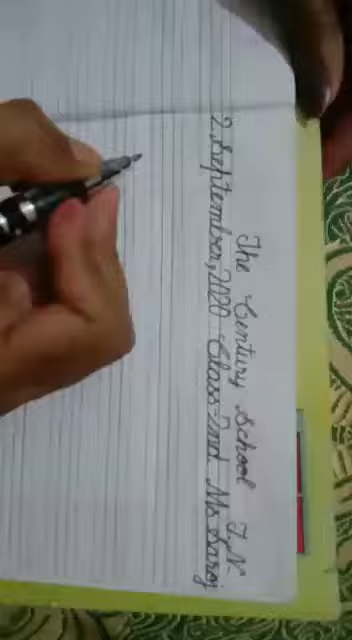 The Century School T.N
2,September,2020 Class-2nd Ms Saroj